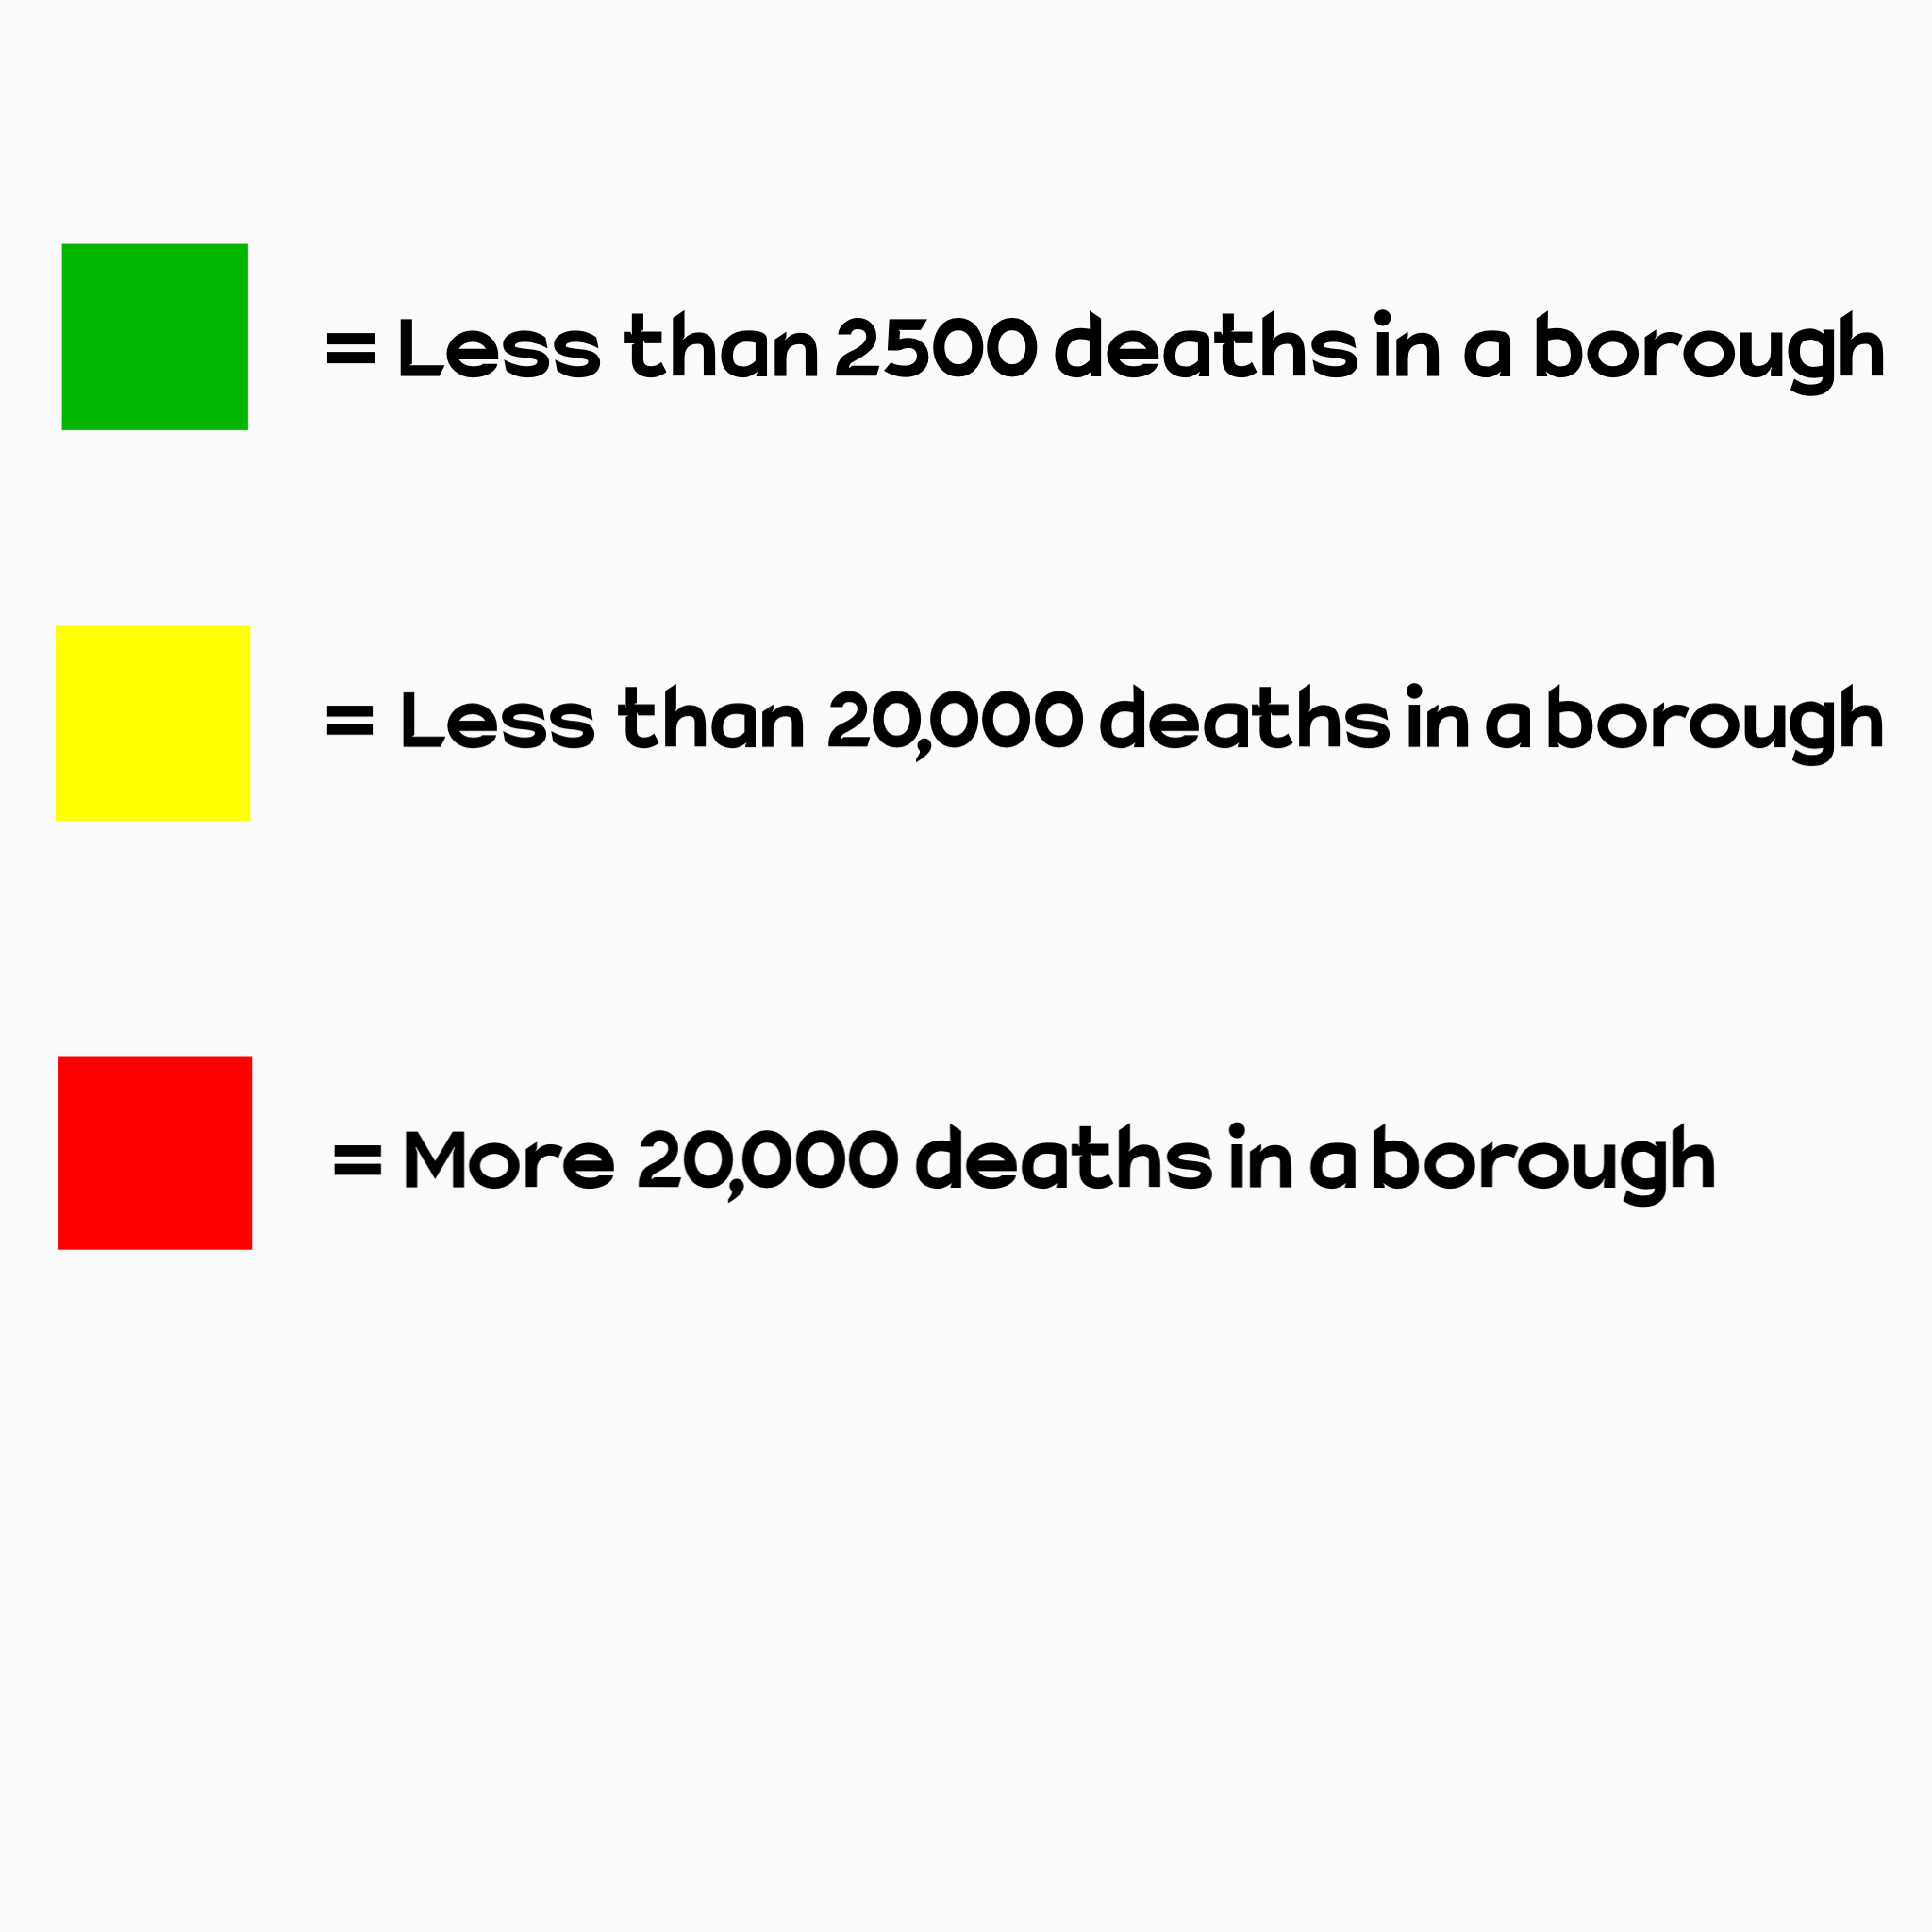 = Less than 2500 deaths in a borough
= Less than 20,000 deaths in a borough
= More 20,000 deaths in a borough